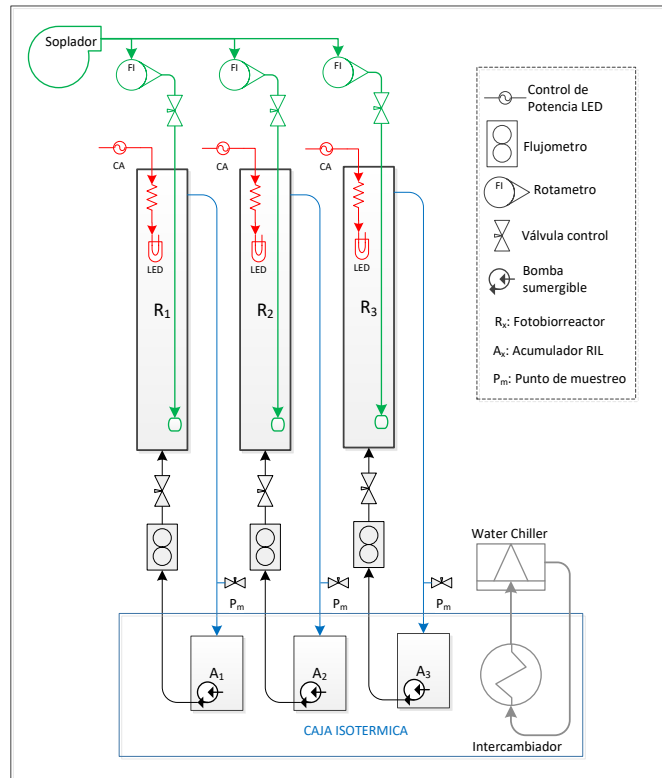 Soplador
FI
FI
FI
CA
CA
CA
LED
LED
LED
R1
R2
R3
Control de
Potencia LED
Flujometro
FI
Rotametro
Válvula control
Bomba
sumergible
Rx: Fotobiorreactor
Ax: Acumulador RIL
Pm: Punto de muestreo
Water Chiller
Pm
Pm
Pm
A1
A2
A3
CAJA ISOTERMICA
Intercambiador